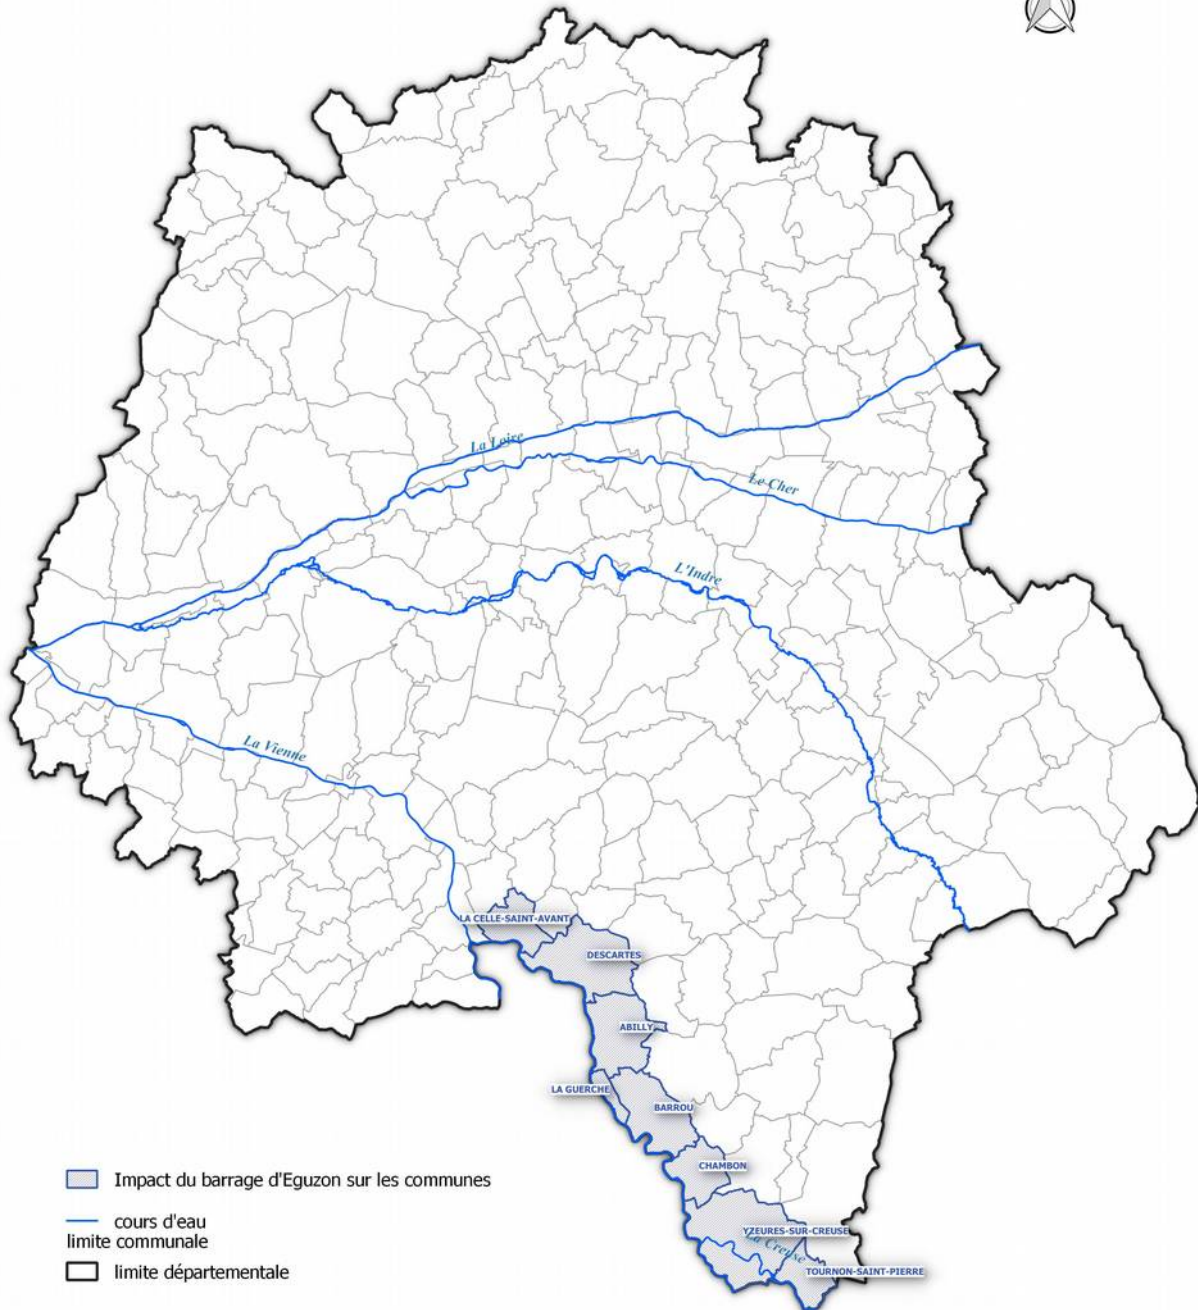 La Loire
Le Cher
L'Indre
La Vienne
LA CELLE-SAINT-AVANT
DESCARTES
ABILLY
LA GUERCHE
BARROU
CHAMBON
YZEURES-SUR-CREUSE
La Creuse
TOURNON-SAINT-PIERRE
Impact du barrage d'Eguzon sur les communes
cours d'eau
limite communale
limite départementale